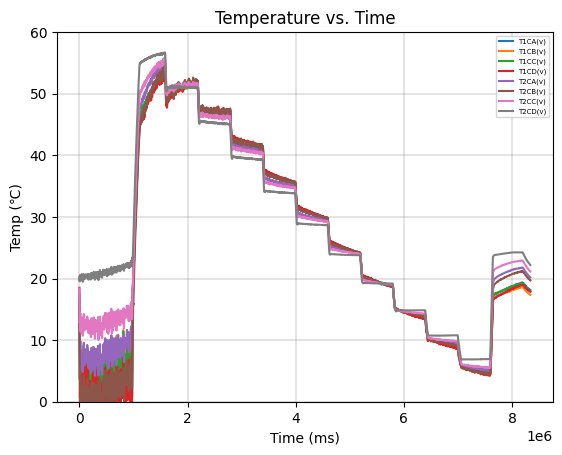 Temperature vs. Time
Temp (℃)
60
50
40
30
20
10
0
T1CA(v)
T1CB(v)
T1CC(v)
T1CD(v)
T2CA(v)
T2CB(v)
T2CC(v)
T2CD(v)
0 2 4 6 8
1e6
Time (ms)